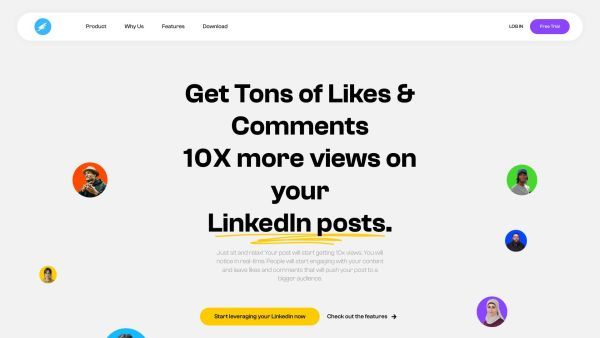 Product Why Us Features Download LOG IN Free Trial
Get Tons of Likes &
Comments
10X more views on
your
LinkedIn posts.
Just sit and relax! Your post will start getting 10x views. You will
notice in real-time. People will start engaging with your content
and leave likes and comments that will push your post to a
bigger audience.
Start leveraging your Linkedin now Check out the features →